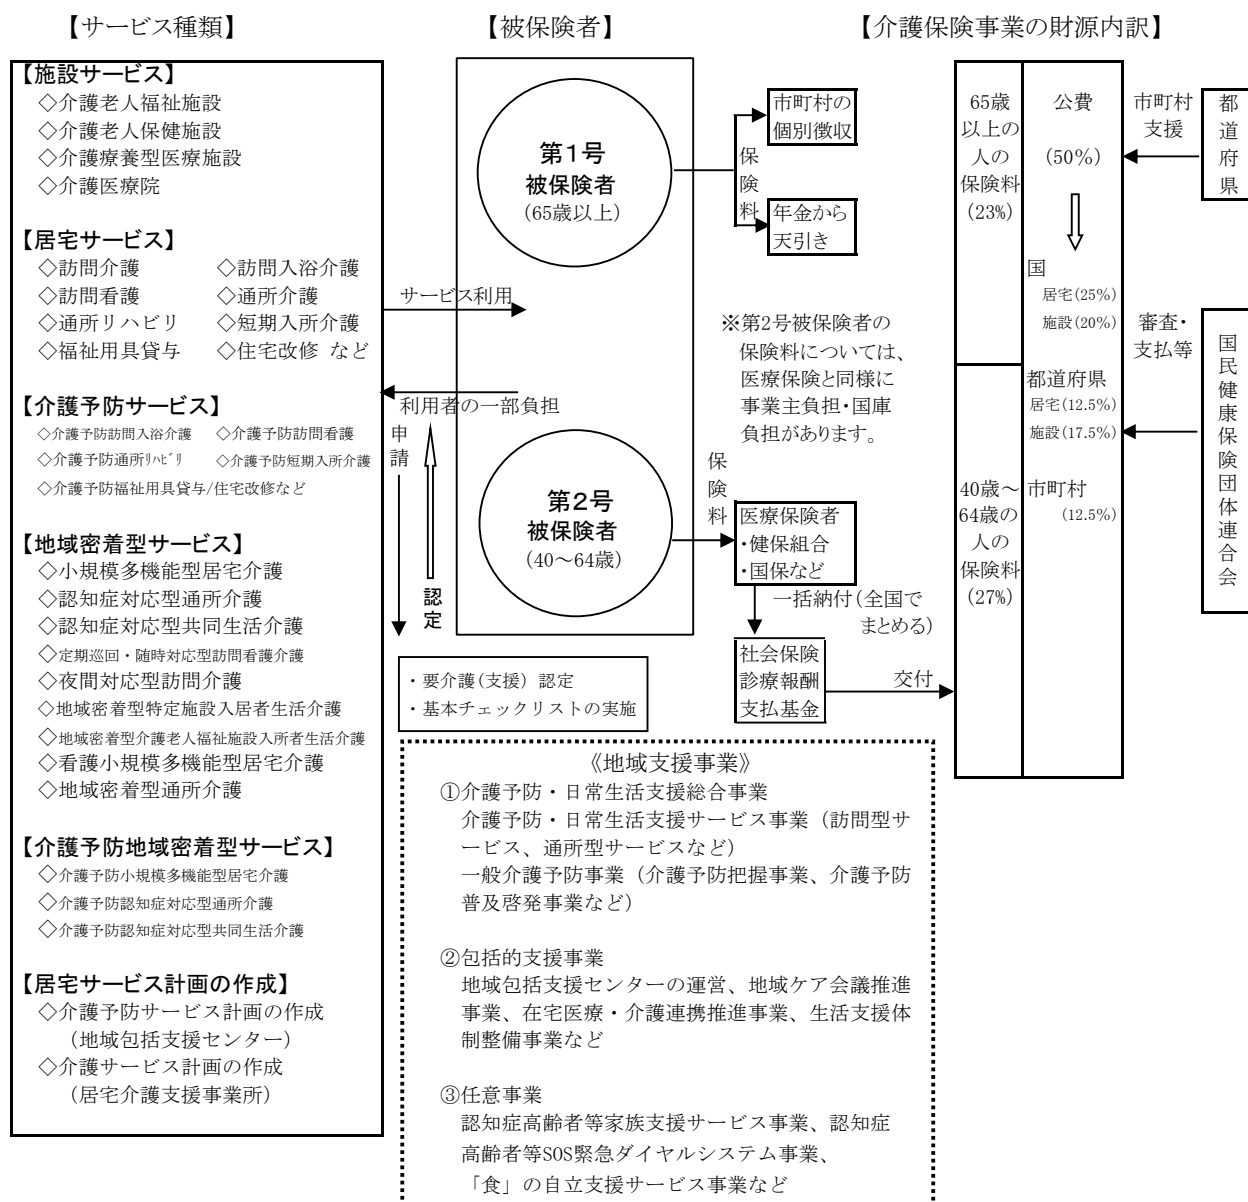 【サービス種類】
【施設サービス】
◇介護老人福祉施設
◇介護老人保健施設
◇介護療養型医療施設
◇介護医療院
【居宅サービス】
◇訪問介護 ◇訪問入浴介護
◇訪問看護 ◇通所介護
◇通所リハビリ ◇短期入所介護
◇福祉用具貸与 ◇住宅改修 など
【介護予防サービス】
◇介護予防訪問入浴介護 ◇介護予防訪問看護
◇介護予防通所ﾘﾊﾋﾞﾘ ◇介護予防短期入所介護
◇介護予防福祉用具貸与/住宅改修など
【地域密着型サービス】
◇小規模多機能型居宅介護
◇認知症対応型通所介護
◇認知症対応型共同生活介護
◇定期巡回・随時対応型訪問看護介護
◇夜間対応型訪問介護
◇地域密着型特定施設入居者生活介護
◇地域密着型介護老人福祉施設入所者生活介護
◇看護小規模多機能型居宅介護
◇地域密着型通所介護
【介護予防地域密着型サービス】
◇介護予防小規模多機能型居宅介護
◇介護予防認知症対応型通所介護
◇介護予防認知症対応型共同生活介護
【居宅サービス計画の作成】
◇介護予防サービス計画の作成
(地域包括支援センター)
◇介護サービス計画の作成
(居宅介護支援事業所)
【被保険者】
第1号
被保険者
(65歳以上)
サービス利用
利用者の一部負担
申請
認定
第2号
被保険者
(40～64歳)
・要介護(支援) 認定
・基本チェックリストの実施
保険料
市町村の
個別徴収
年金から
天引き
※第2号被保険者の
保険料については、
医療保険と同様に
事業主負担・国庫
負担があります。
保険料
医療保険者
・健保組合
・国保など
一括納付(全国で
まとめる)
社会保険
診療報酬
支払基金
交付
【介護保険事業の財源内訳】
65歳
以上の
人の
保険料
(23%)
40歳～
64歳の
人の
保険料
(27%)
公費
(50%)
国
居宅(25%)
施設(20%)
都道府県
居宅(12.5%)
施設(17.5%)
市町村
(12.5%)
市町村
支援
都道府県
審査・
支払等
国民健康保険団体連合会
《地域支援事業》
①介護予防・日常生活支援総合事業
介護予防・日常生活支援サービス事業（訪問型サ
ービス、通所型サービスなど）
一般介護予防事業（介護予防把握事業、介護予防
普及啓発事業など）
②包括的支援事業
地域包括支援センターの運営、地域ケア会議推進
事業、在宅医療・介護連携推進事業、生活支援体
制整備事業など
③任意事業
認知症高齢者等家族支援サービス事業、認知症
高齢者等SOS緊急ダイヤルシステム事業、
「食」の自立支援サービス事業など